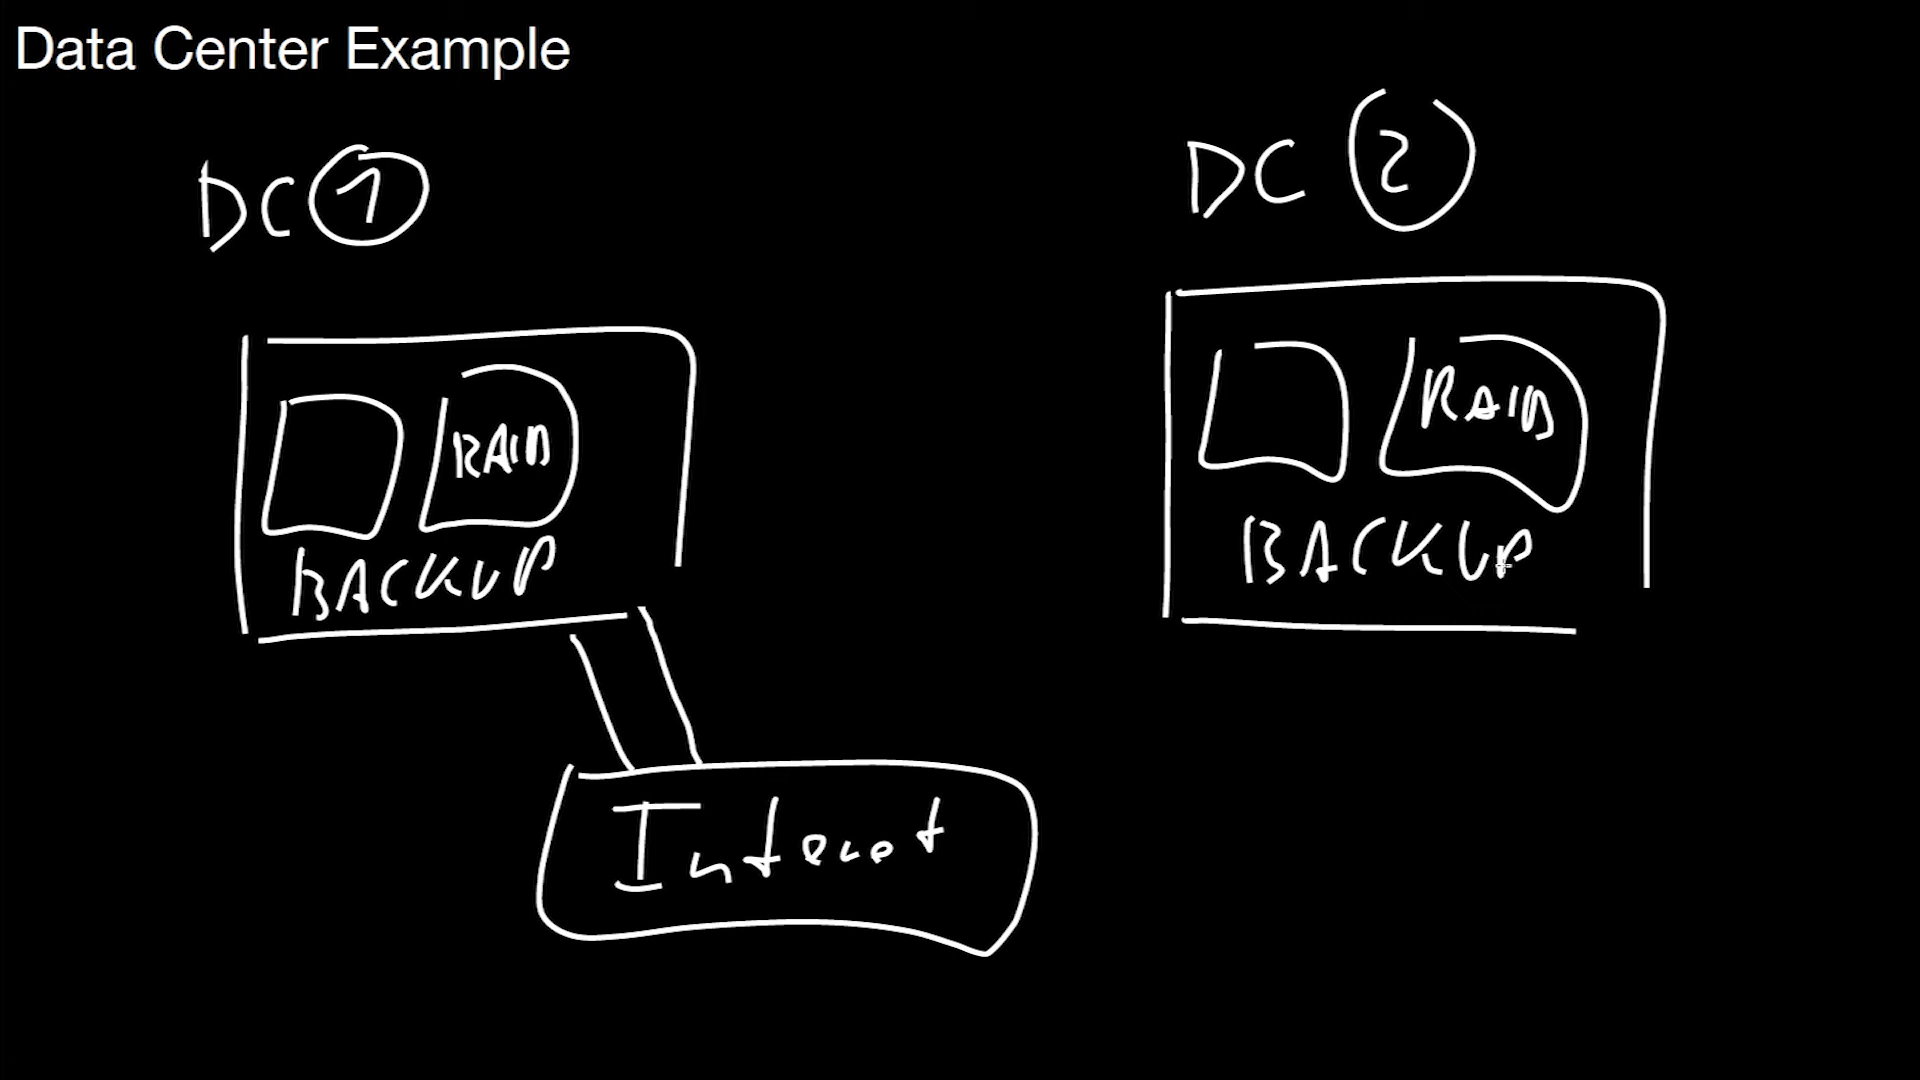 Data Center Example
DC 1
DC 2
RAID
BACKUP
RAID
BACKUP
Internet